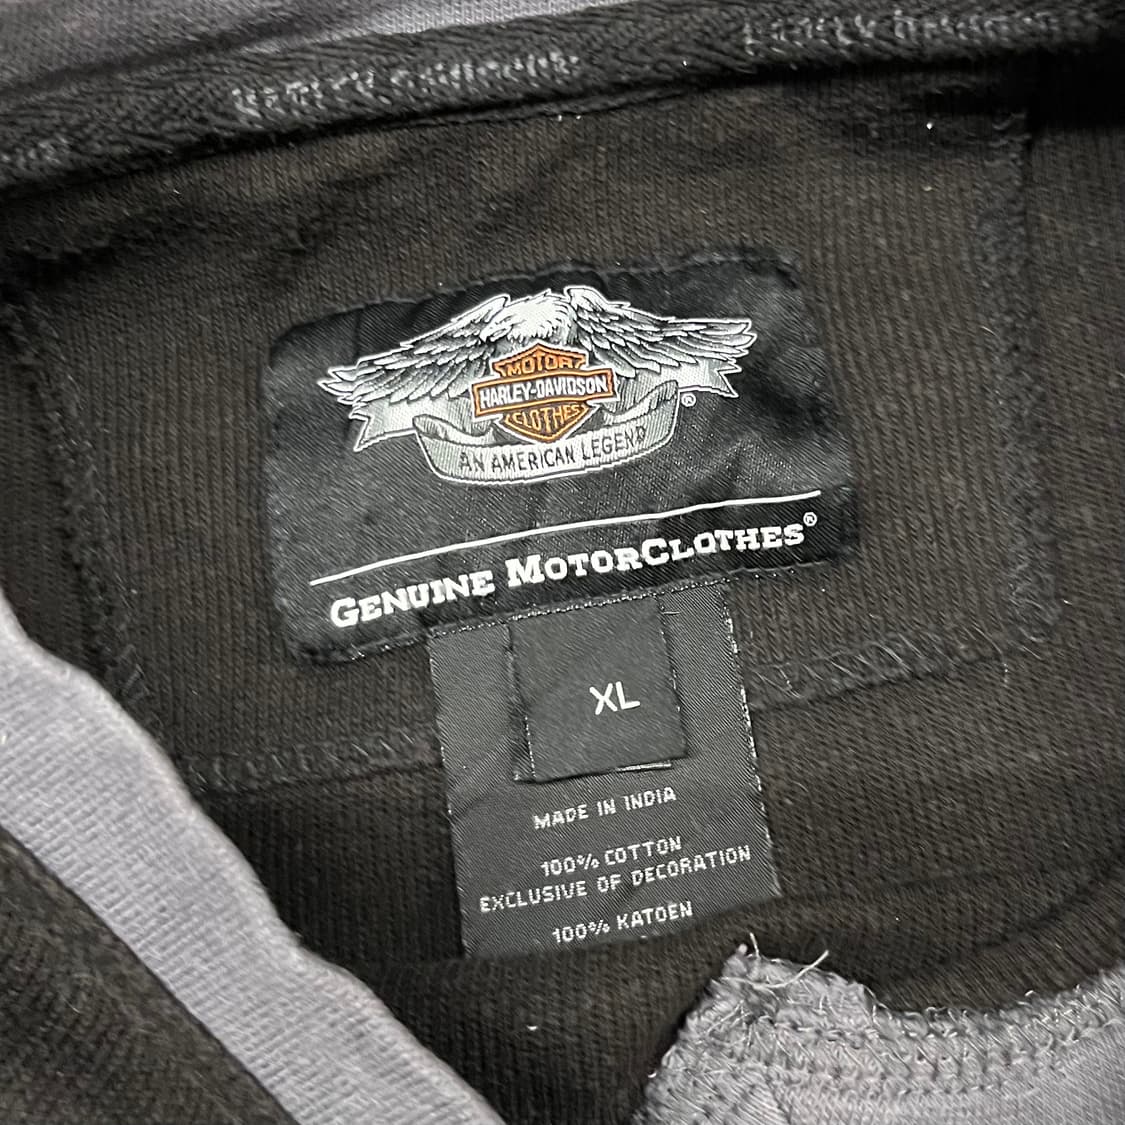 MOTOR
HARLEY-DAVIDSON
CLOTHES
®
AN AMERICAN LEGEND
GENUINE MOTORCLOTHES®
XL
MADE IN INDIA
100% COTTON
EXCLUSIVE OF DECORATION
100% KATOEN